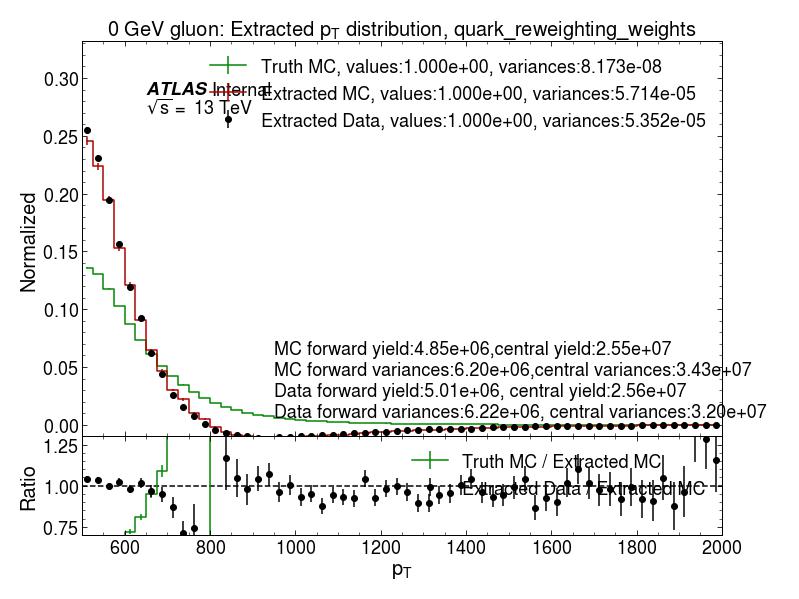 0 GeV gluon: Extracted pT distribution, quark_reweighting_weights
Truth MC, values:1.000e+00, variances:8.173e-08
ATLAS Internal
Extracted MC, values:1.000e+00, variances:5.714e-05
√s = 13 TeV
Extracted Data, values:1.000e+00, variances:5.352e-05
0.30
0.25
0.20
0.15
0.10
0.05
0.00
Normalized
MC forward yield:4.85e+06,central yield:2.55e+07
MC forward variances:6.20e+06,central variances:3.43e+07
Data forward yield:5.01e+06, central yield:2.56e+07
Data forward variances:6.22e+06, central variances:3.20e+07
1.25
1.00
0.75
Ratio
Truth MC / Extracted MC
Extracted Data / Extracted MC
600 800 1000 1200 1400 1600 1800 2000
pT